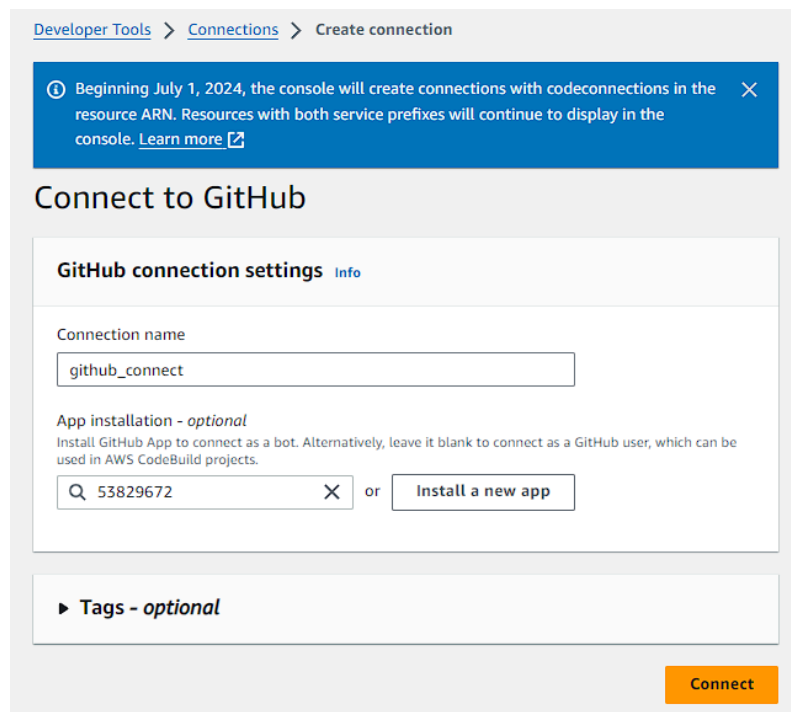 Developer Tools > Connections > Create connection
Beginning July 1, 2024, the console will create connections with codeconnections in the
resource ARN. Resources with both service prefixes will continue to display in the
console. Learn more
Connect to GitHub
GitHub connection settings Info
Connection name
github_connect
App installation - optional
Install GitHub App to connect as a bot. Alternatively, leave it blank to connect as a GitHub user, which can be
used in AWS CodeBuild projects.
53829672 or Install a new app
Tags - optional
Connect